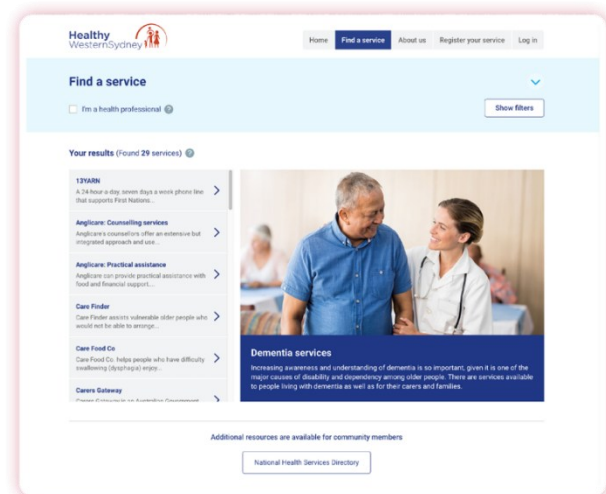 Healthy
WesternSydney
Home Find a service About us Register your service Log in
Find a service
I'm a health professional
Show filters
Your results (Found 29 services)
13YARN
A 24-hour a day, seven days a week phone line
that supports First Nations...
Anglicare: Counselling services
Anglicare's counsellors offer an extensive but
integrated approach and use...
Anglicare: Practical assistance
Anglicare can provide practical assistance with
food and financial support...
Care Finder
Care Finder assists vulnerable older people who
would not be able to arrange...
Care Food Co
Care Food Co. helps people who have difficulty
swallowing (dysphagia) enjoy...
Carers Gateway
Carers Gateway is an Australian Government
Dementia services
Increasing awareness and understanding of dementia is so important, given it is one of the
major causes of disability and dependency among older people. There are services available
to people living with dementia as well as for their carers and families.
Additional resources are available for community members
National Health Services Directory